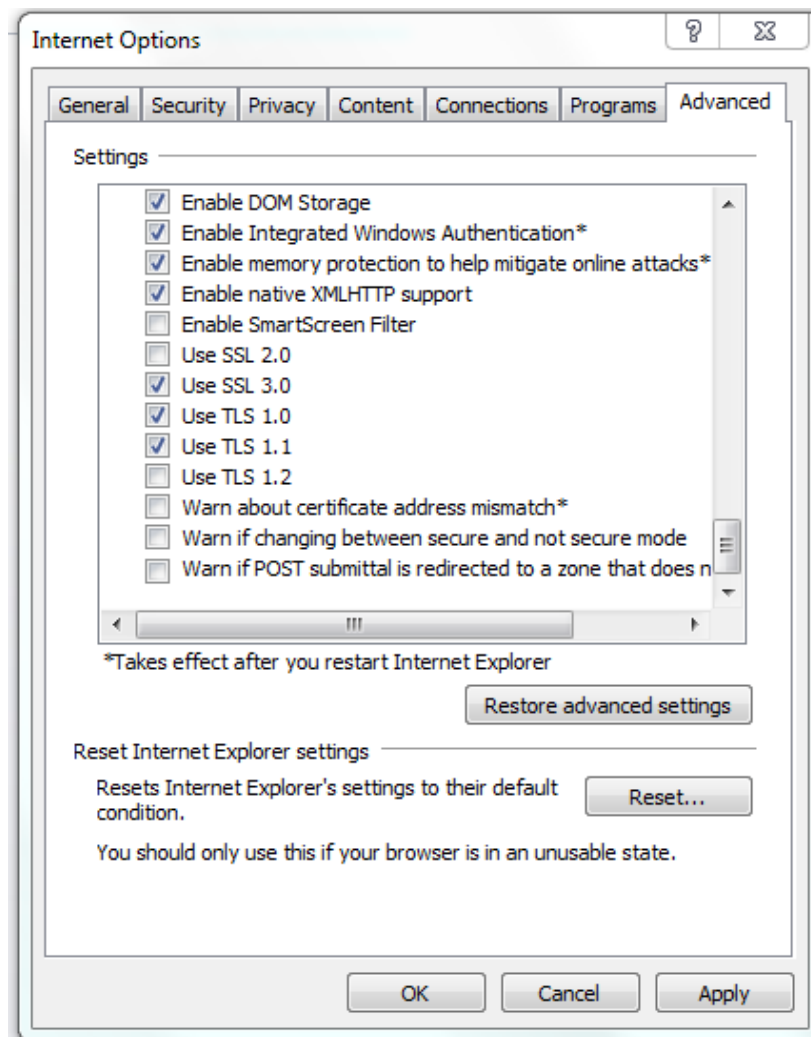 Internet Options
General Security Privacy Content Connections Programs Advanced
Settings
Enable DOM Storage
Enable Integrated Windows Authentication*
Enable memory protection to help mitigate online attacks*
Enable native XMLHTTP support
Enable SmartScreen Filter
Use SSL 2.0
Use SSL 3.0
Use TLS 1.0
Use TLS 1.1
Use TLS 1.2
Warn about certificate address mismatch*
Warn if changing between secure and not secure mode
Warn if POST submittal is redirected to a zone that does n
*Takes effect after you restart Internet Explorer
Restore advanced settings
Reset Internet Explorer settings
Resets Internet Explorer's settings to their default
condition.
Reset...
You should only use this if your browser is in an unusable state.
OK Cancel Apply